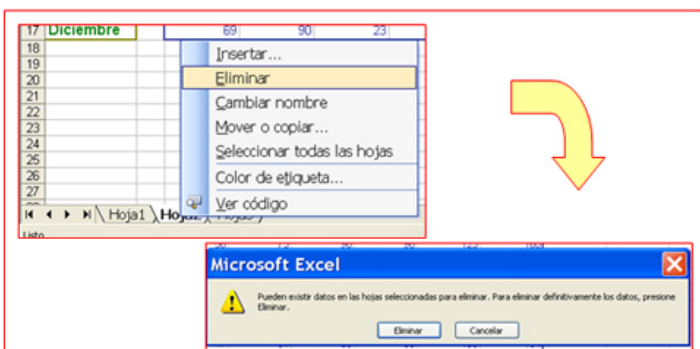 17 Diciembre 69 90 23
18
19
20
21
22
23
24
25
26
27
Insertar...
Eliminar
Cambiar nombre
Mover o copiar...
Seleccionar todas las hojas
Color de etiqueta...
Ver código
Hoja1 Hoja2 Hoja3
Listo
Microsoft Excel
Pueden existir datos en las hojas seleccionadas para eliminar. Para eliminar definitivamente los datos, presione
Eliminar.
Eliminar Cancelar